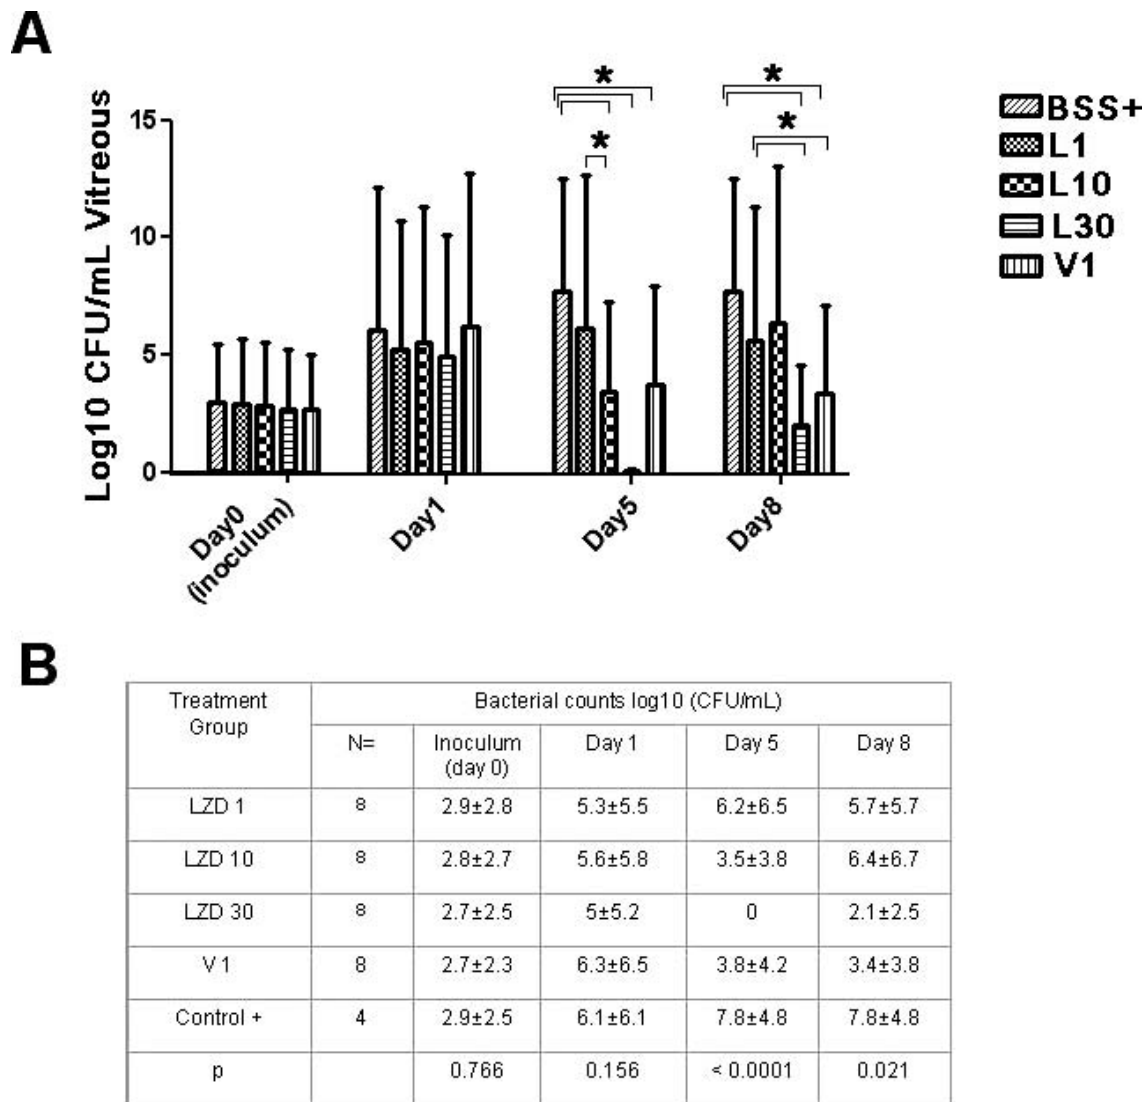 A
Log10 CFU/mL Vitreous
15
10
5
0
* * * *
Day0
(inoculum)
Day1
Day5
Day8
BSS+
L1
L10
L30
V1
B
Treatment Group Bacterial counts log10 (CFU/mL)
N= Inoculum (day 0) Day 1 Day 5 Day 8
LZD 1 8 2.9±2.8 5.3±5.5 6.2±6.5 5.7±5.7
LZD 10 8 2.8±2.7 5.6±5.8 3.5±3.8 6.4±6.7
LZD 30 8 2.7±2.5 5±5.2 0 2.1±2.5
V 1 8 2.7±2.3 6.3±6.5 3.8±4.2 3.4±3.8
Control + 4 2.9±2.5 6.1±6.1 7.8±4.8 7.8±4.8
p 0.766 0.156 < 0.0001 0.021